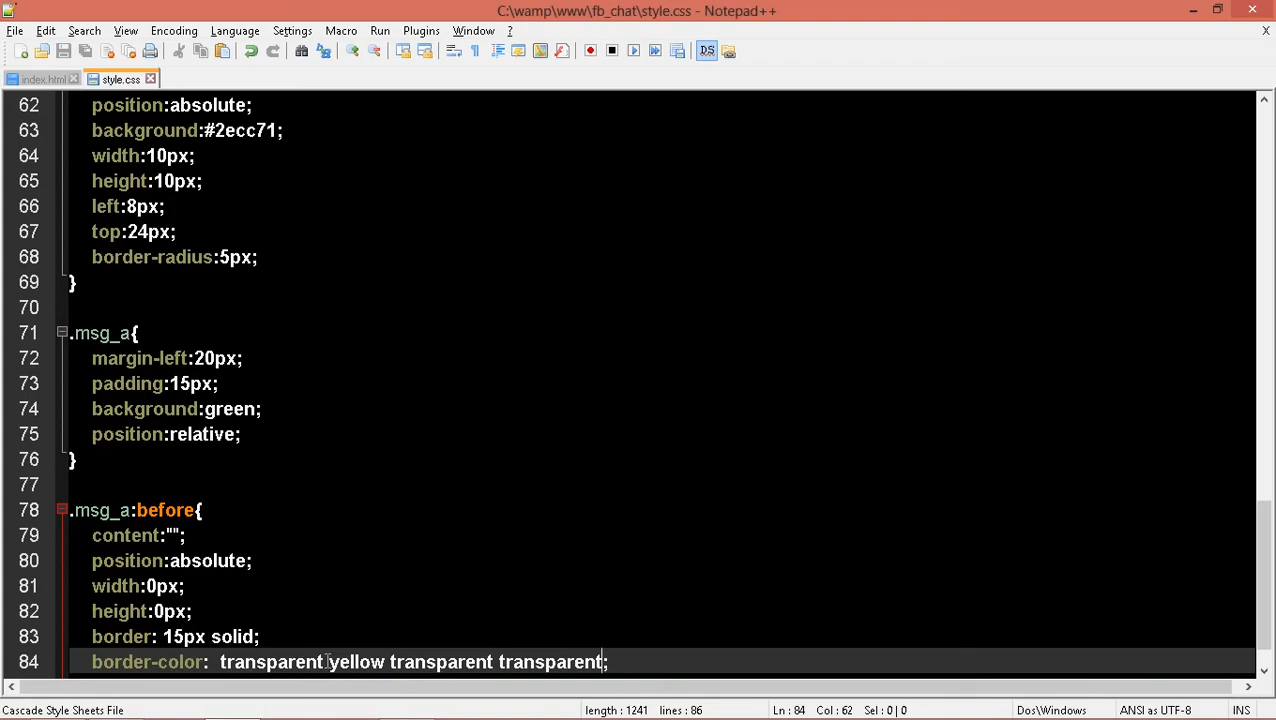 C:\wamp\www\fb_chat\style.css - Notepad++
File Edit Search View Encoding Language Settings Macro Run Plugins Window ? X
index.html style.css
62 position:absolute;
63 background:#2ecc71;
64 width:10px;
65 height:10px;
66 left:8px;
67 top:24px;
68 border-radius:5px;
69 }
70
71 .msg_a{
72 margin-left:20px;
73 padding:15px;
74 background:green;
75 position:relative;
76 }
77
78 .msg_a:before{
79 content:"";
80 position:absolute;
81 width:0px;
82 height:0px;
83 border: 15px solid;
84 border-color:  transparent yellow transparent transparent;
Cascade Style Sheets File length : 1241 lines : 86 Ln : 84 Col : 62 Sel : 0 | 0 Dos\Windows ANSI as UTF-8 INS